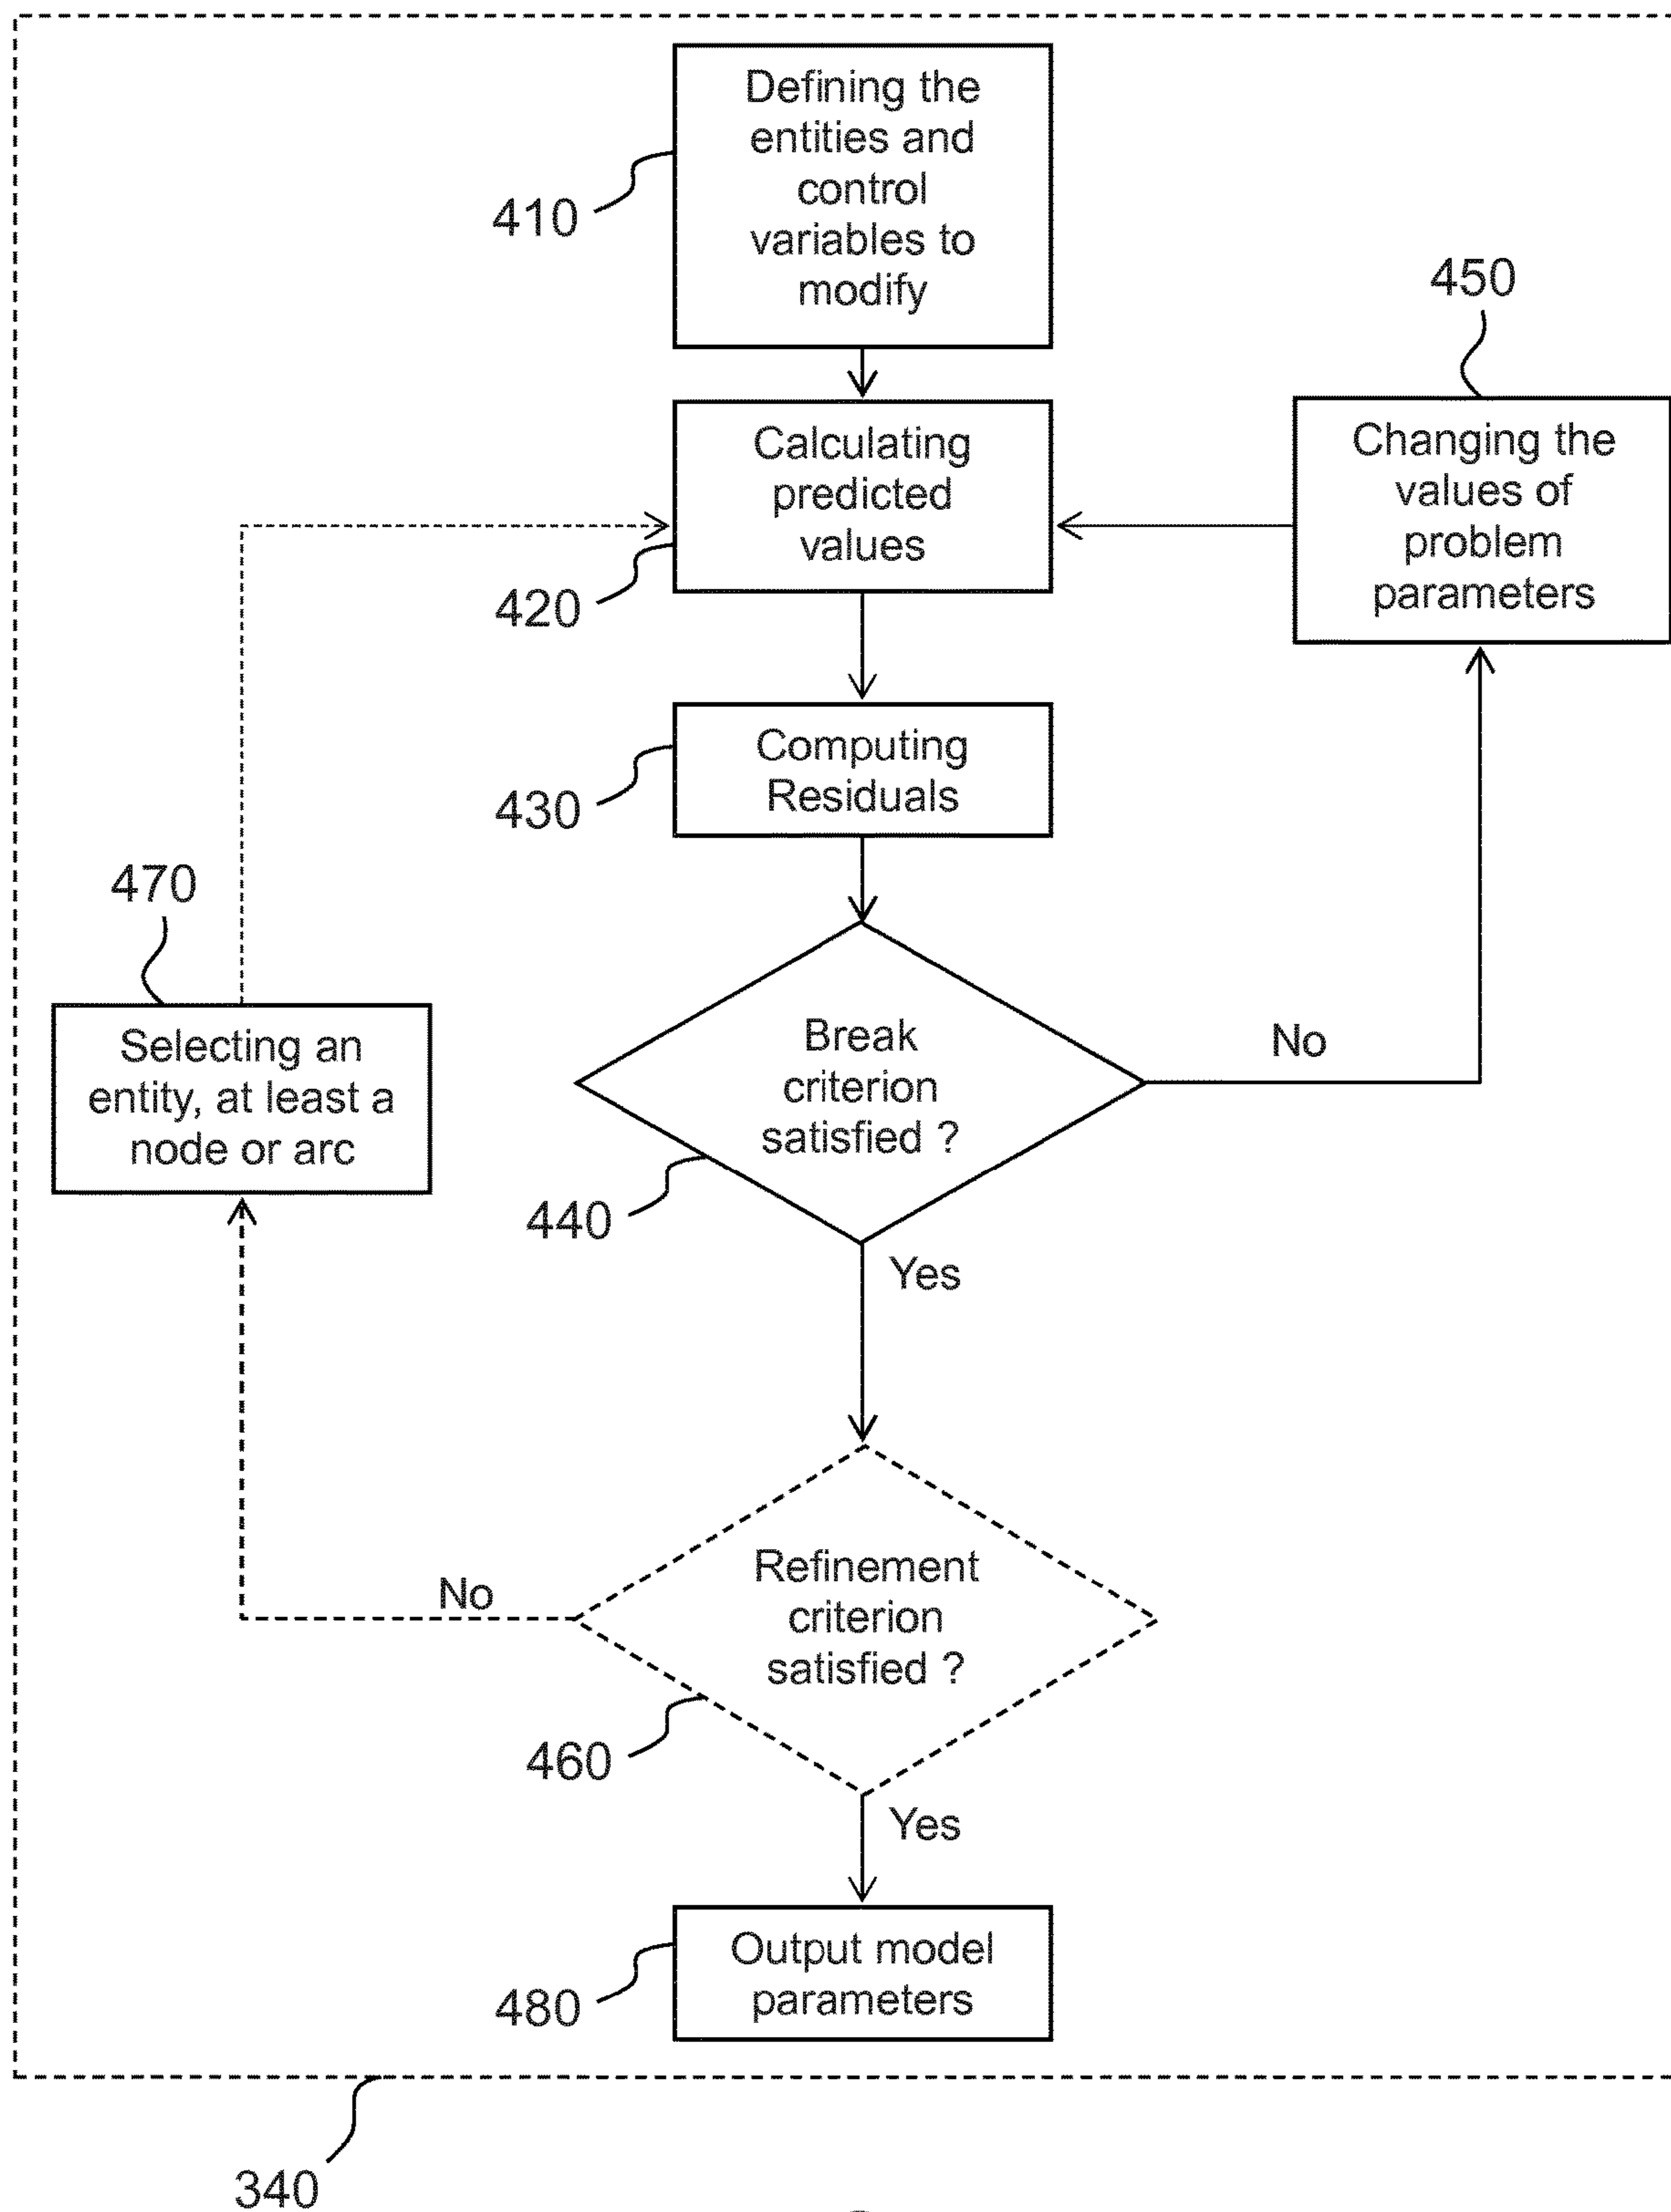 Defining the
entities and
control
variables to
modify
410
450
Calculating
predicted
values
420
Changing the
values of
problem
parameters
Computing
Residuals
430
470
Selecting an
entity, at least a
node or arc
Break
criterion
satisfied ?
440
No
Yes
Refinement
criterion
satisfied ?
460
No
Yes
Output model
parameters
480
340